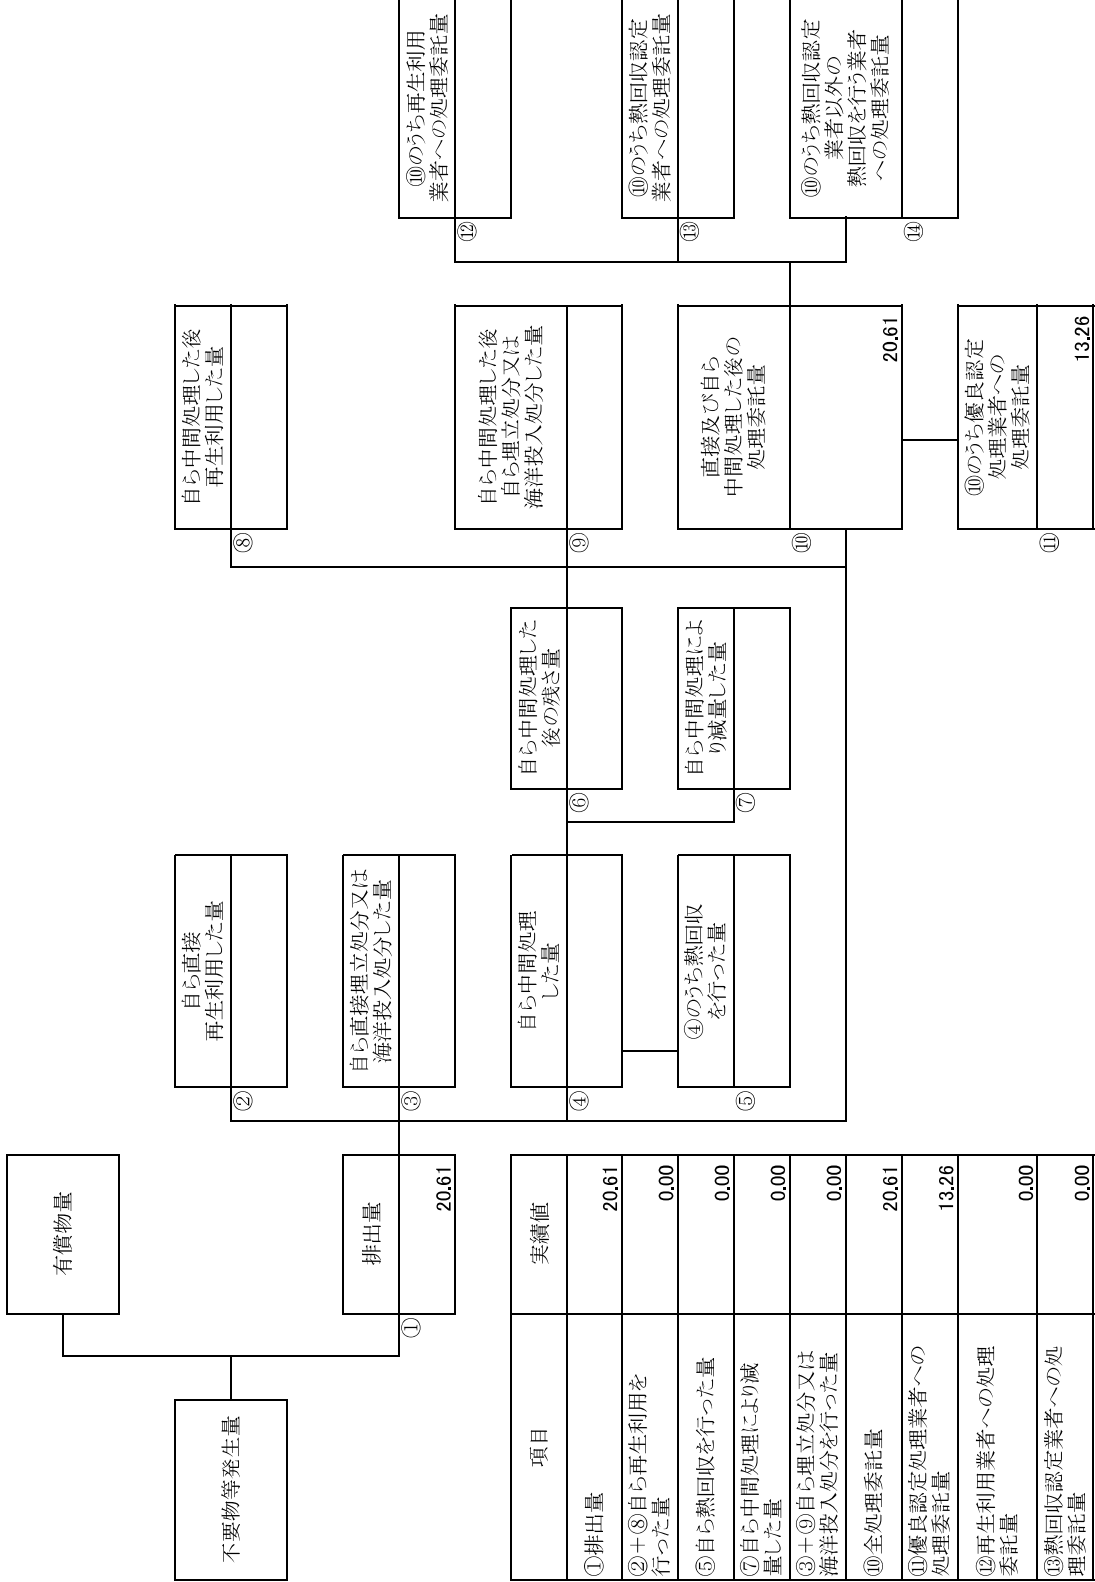 不要物等発生量
有償物量
①
排出量
20.61
②
自ら直接
再生利用した量
③
自ら直接埋立処分又は
海洋投入処分した量
④
自ら中間処理
した量
⑤
④のうち熱回収
を行った量
⑥
自ら中間処理した
後の残さ量
⑦
自ら中間処理によ
り減量した量
⑧
自ら中間処理した後
再生利用した量
⑨
自ら中間処理した後
自ら埋立処分又は
海洋投入処分した量
⑩
直接及び自ら
中間処理した後の
処理委託量
20.61
⑪
⑩のうち優良認定
処理業者への
処理委託量
13.26
⑫
⑩のうち再生利用
業者への処理委託量
⑬
⑩のうち熱回収認定
業者への処理委託量
⑭
⑩のうち熱回収認定
業者以外の
熱回収を行う業者
への処理委託量
項目 実績値
①排出量 20.61
②+⑧自ら再生利用を
行った量 0.00
⑤自ら熱回収を行った量 0.00
⑦自ら中間処理により減
量した量 0.00
③+⑨自ら埋立処分又は
海洋投入処分を行った量 0.00
⑩全処理委託量 20.61
⑪優良認定処理業者への
処理委託量 13.26
⑫再生利用業者への処理
委託量 0.00
⑬熱回収認定業者への処
理委託量 0.00